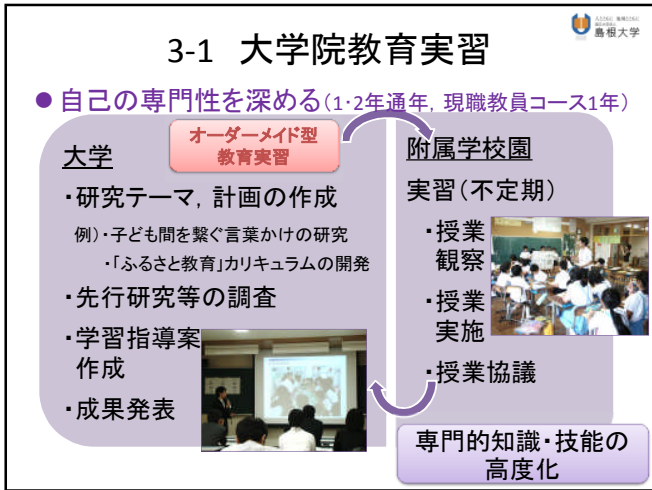 島根大学
3-1 大学院教育実習
●自己の専門性を深める(1・2年通年, 現職教員コース1年)
オーダーメイド型
教育実習
大学
・研究テーマ, 計画の作成
例)・子ども間を繋ぐ言葉かけの研究
・「ふるさと教育」カリキュラムの開発
・先行研究等の調査
・学習指導案
作成
・成果発表
附属学校園
実習(不定期)
・授業
観察
・授業
実施
・授業協議
専門的知識・技能の
高度化